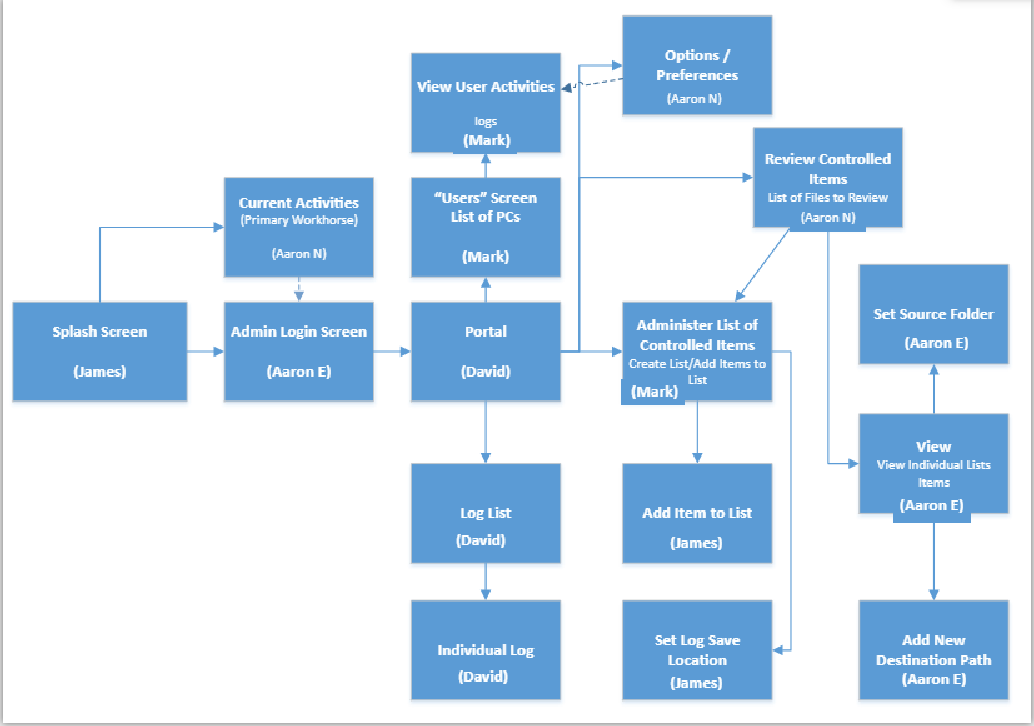 Options /
Preferences
(Aaron N)
View User Activities
logs
(Mark)
Review Controlled
Items
List of Files to Review
(Aaron N)
Current Activities
(Primary Workhorse)
(Aaron N)
“Users” Screen
List of PCs
(Mark)
Splash Screen
(James)
Admin Login Screen
(Aaron E)
Portal
(David)
Administer List of
Controlled Items
Create List/Add Items to
List
(Mark)
Set Source Folder
(Aaron E)
View
View Individual Lists
Items
(Aaron E)
Log List
(David)
Add Item to List
(James)
Individual Log
(David)
Set Log Save
Location
(James)
Add New
Destination Path
(Aaron E)